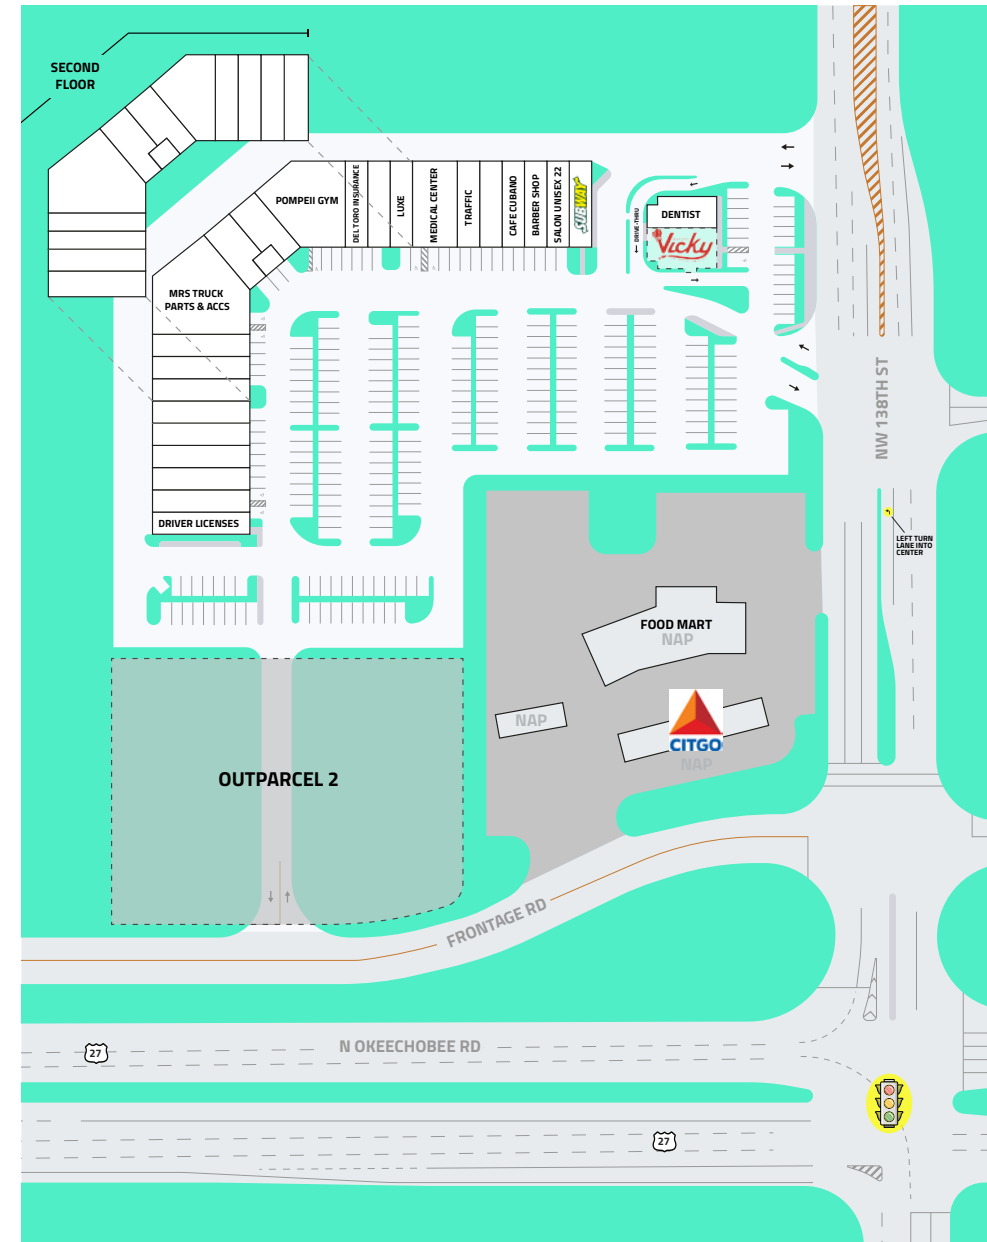 SECOND
FLOOR
POMPEII GYM
DELTORO INSURANCE
LUXE
MEDICAL CENTER
TRAFFIC
CAFE CUBANO
BARBER SHOP
SALON UNISEX 22
SUBWAY
DRIVE-THRU
DENTIST
Vicky
MRS TRUCK
PARTS & ACCS
DRIVER LICENSES
NW 138TH ST
LEFT TURN
LANE INTO
CENTER
FOOD MART
NAP
NAP
CITGO
NAP
OUTPARCEL 2
FRONTAGE RD
N OKEECHOBEE RD
27
27